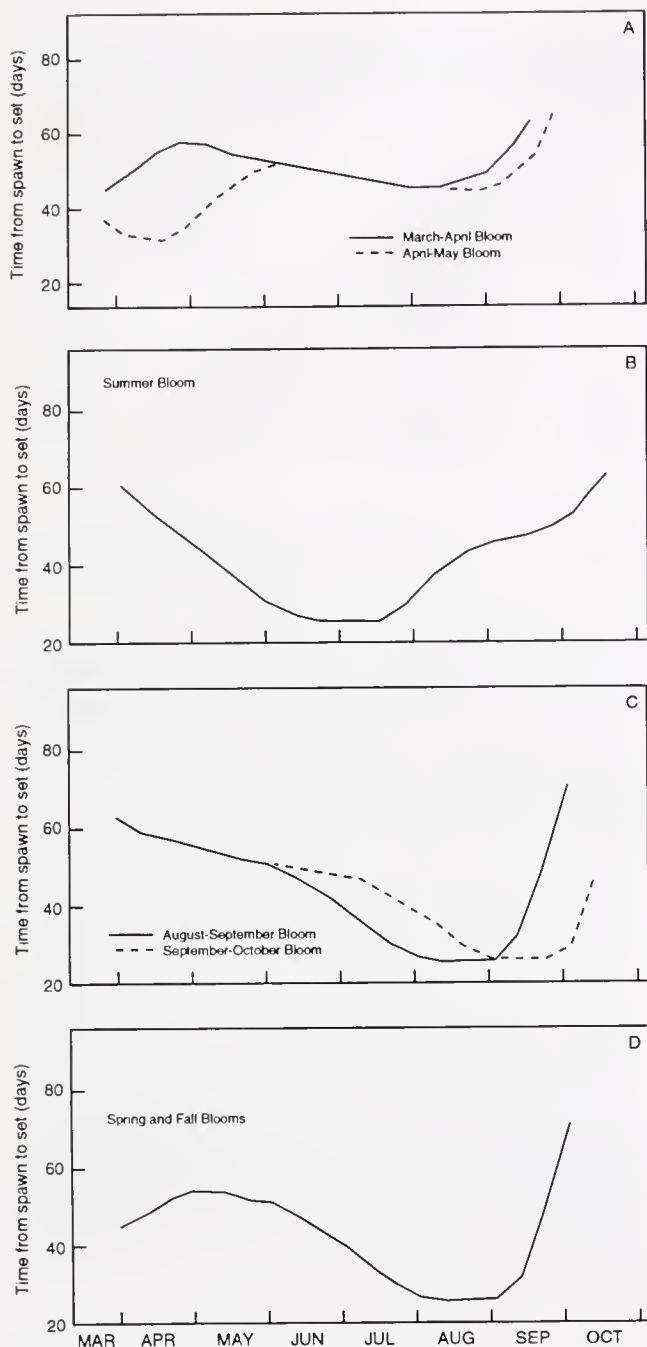 A
Time from spawn to set (days)
80
60
40
20
March-April Bloom
April-May Bloom
B
Summer Bloom
Time from spawn to set (days)
80
60
40
20
C
Time from spawn to set (days)
80
60
40
20
August-September Bloom
September-October Bloom
D
Spring and Fall Blooms
Time from spawn to set (days)
80
60
40
20
MAR APR MAY JUN JUL AUG SEP OCT